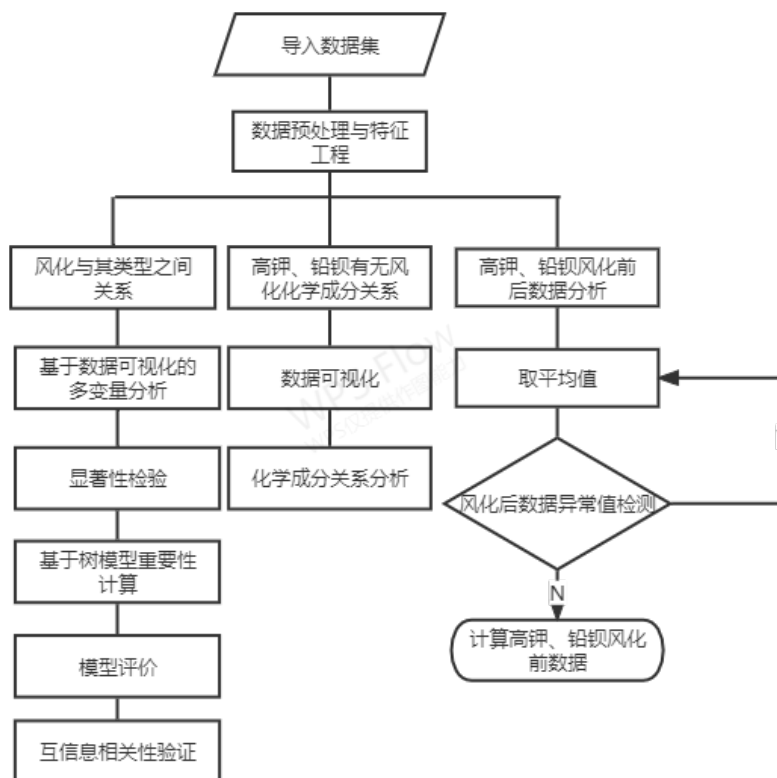 导入数据集
数据预处理与特征
工程
风化与其类型之间
关系
高钾、铅钡有无风
化化学成分关系
高钾、铅钡风化前
后数据分析
基于数据可视化的
多变量分析
数据可视化
取平均值
显著性检验
化学成分关系分析
风化后数据异常值检测
基于树模型重要性
计算
N
模型评价
计算高钾、铅钡风化
前数据
互信息相关性验证
WPS Flow